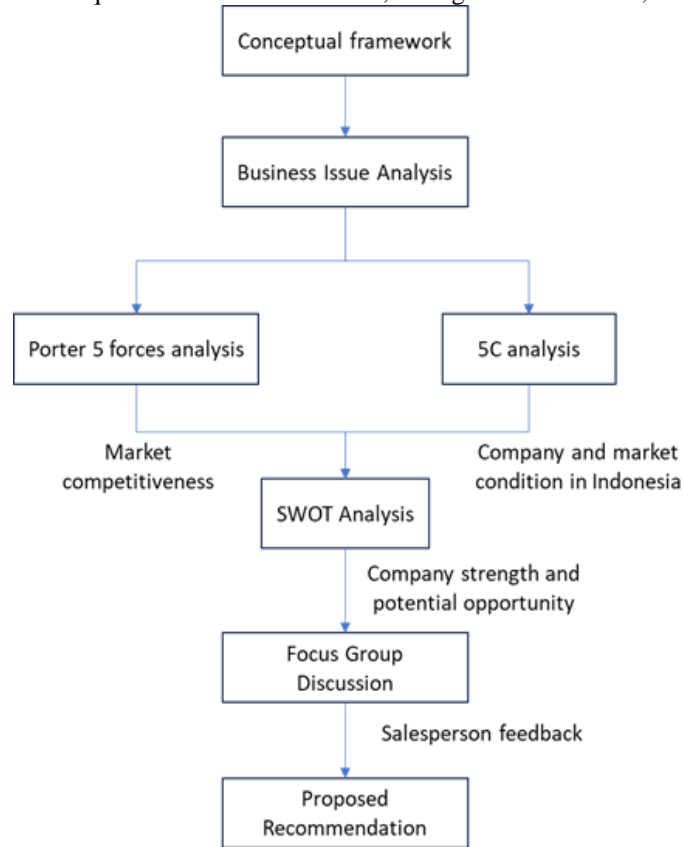 Conceptual framework
Business Issue Analysis
Porter 5 forces analysis
5C analysis
Market
competitiveness
Company and market
condition in Indonesia
SWOT Analysis
Company strength and
potential opportunity
Focus Group
Discussion
Salesperson feedback
Proposed
Recommendation